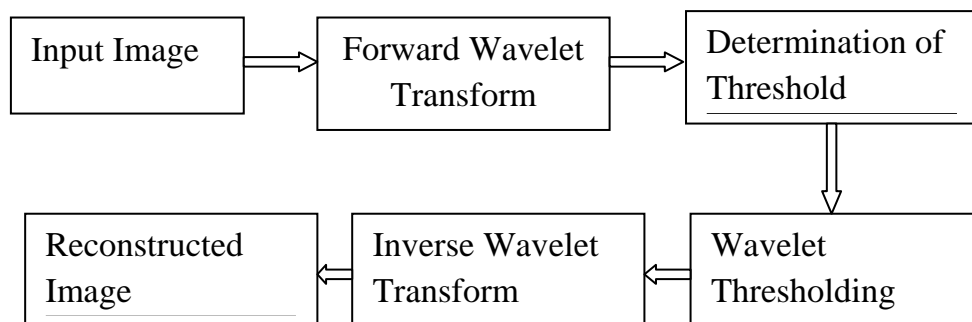 Input Image
Forward Wavelet
Transform
Determination of
Threshold
Wavelet
Thresholding
Inverse Wavelet
Transform
Reconstructed
Image